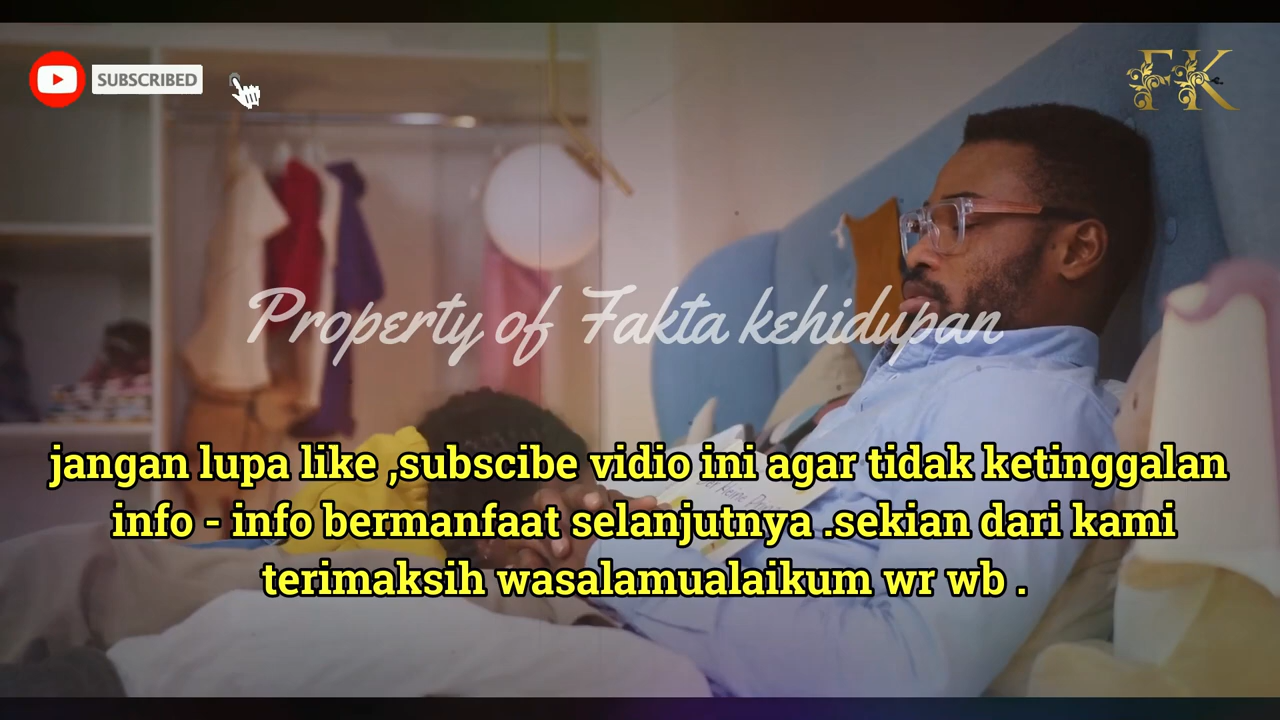 SUBSCRIBED
FK
Property of Fakta kehidupan
jangan lupa like ,subscibe vidio ini agar tidak ketinggalan
info - info bermanfaat selanjutnya .sekian dari kami
terimaksih wasalamualaikum wr wb .